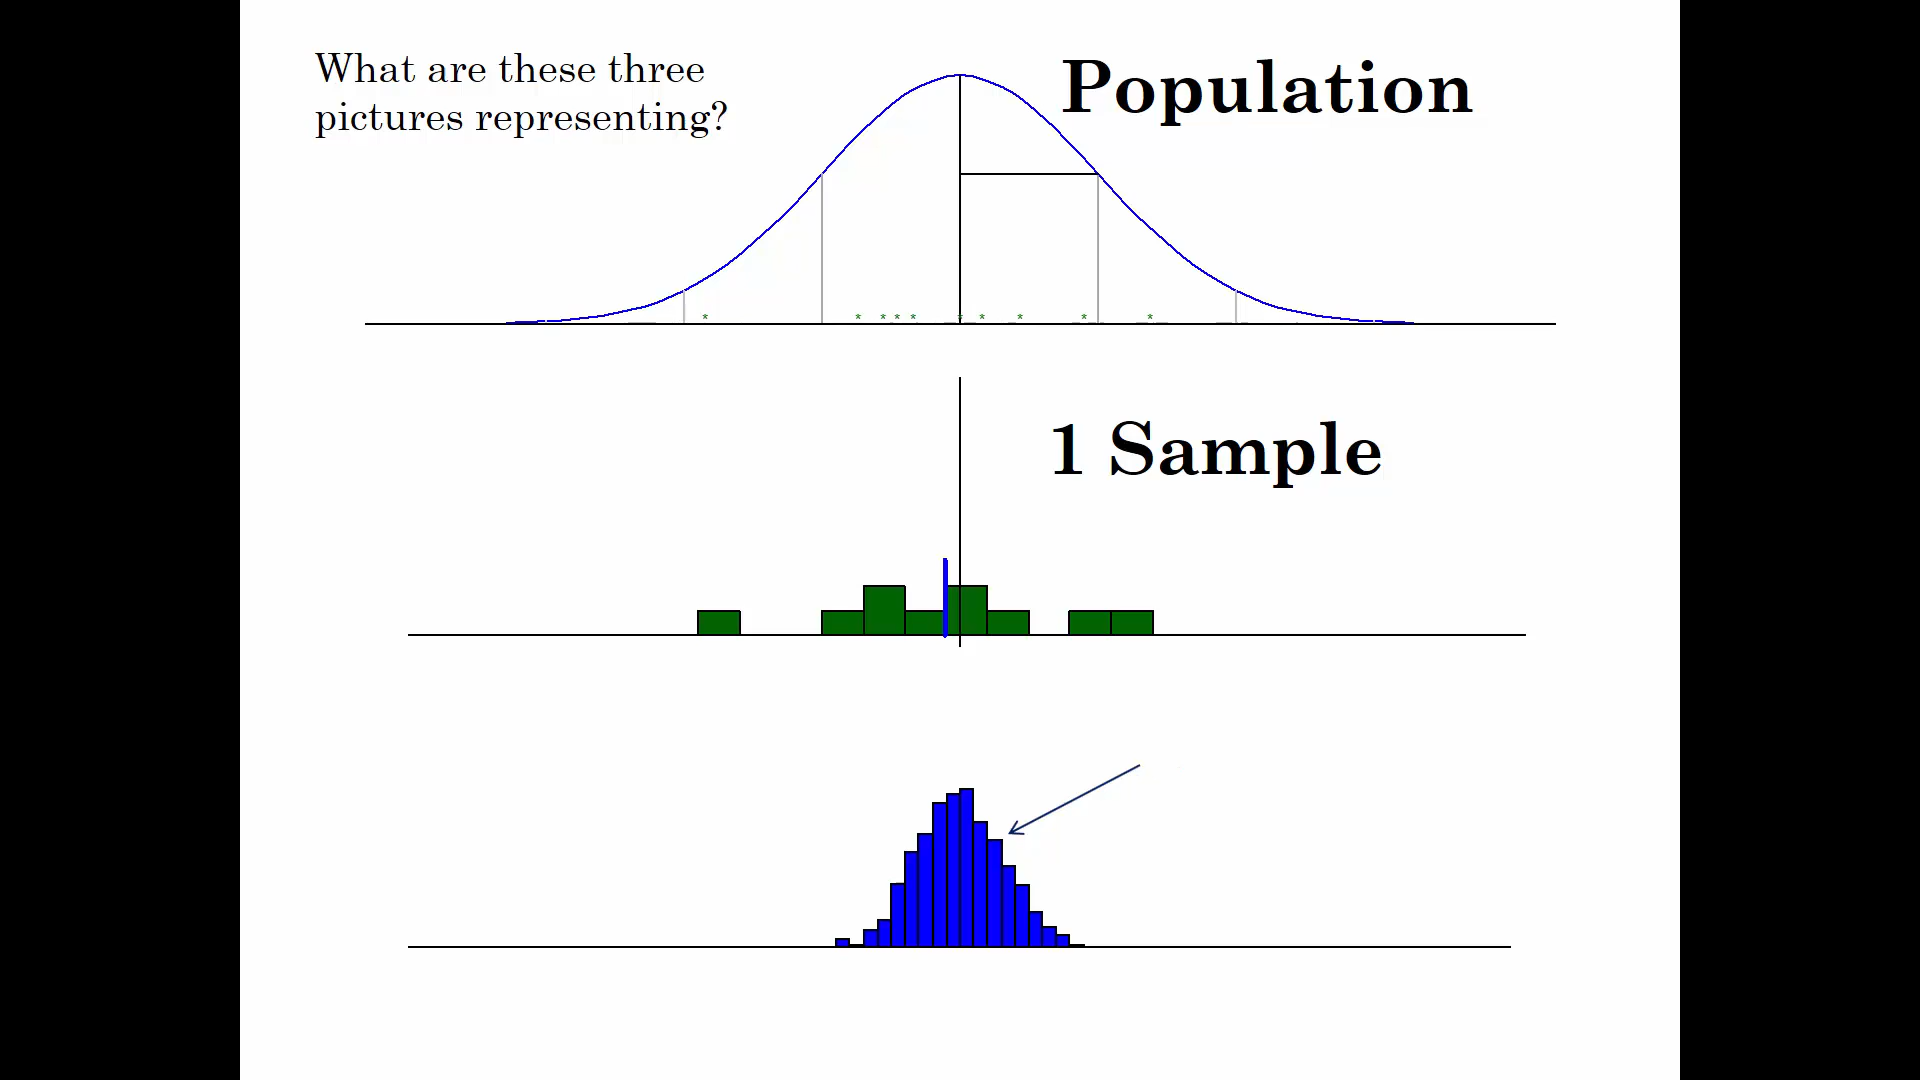 What are these three
pictures representing?
Population
1 Sample